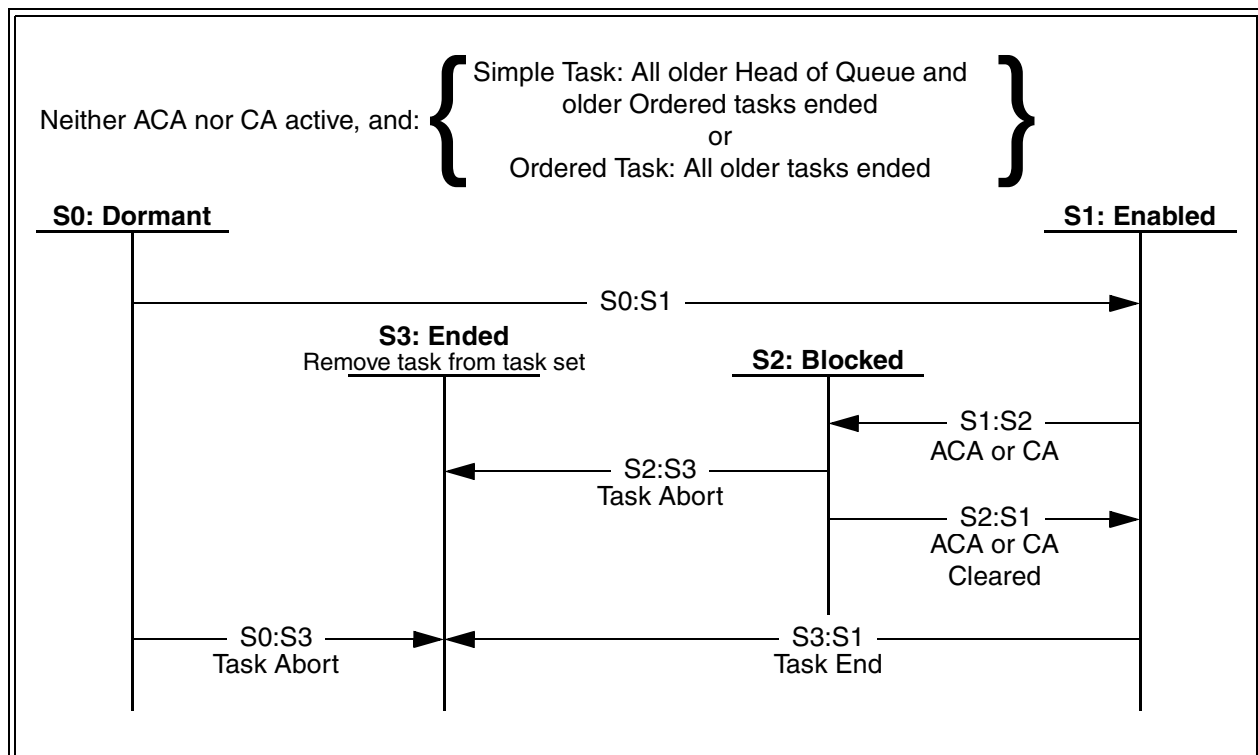 Simple Task: All older Head of Queue and
older Ordered tasks ended
Neither ACA nor CA active, and:
or
Ordered Task: All older tasks ended
S0: Dormant
S1: Enabled
S0:S1
S3: Ended
Remove task from task set
S2: Blocked
S1:S2
ACA or CA
S2:S3
Task Abort
S2:S1
ACA or CA
Cleared
S0:S3
Task Abort
S3:S1
Task End